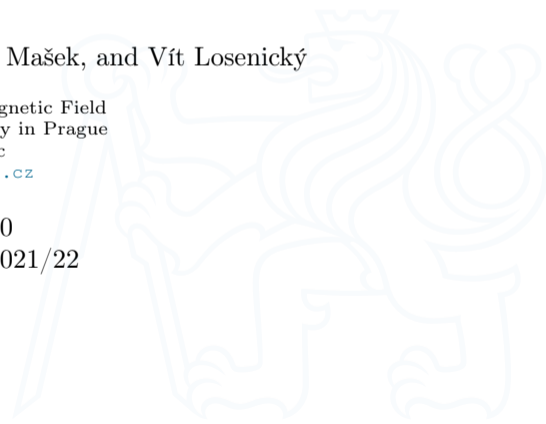 Mašek, and Vít Losenický
gnetic Field
y in Prague
c
.cz
0
021/22